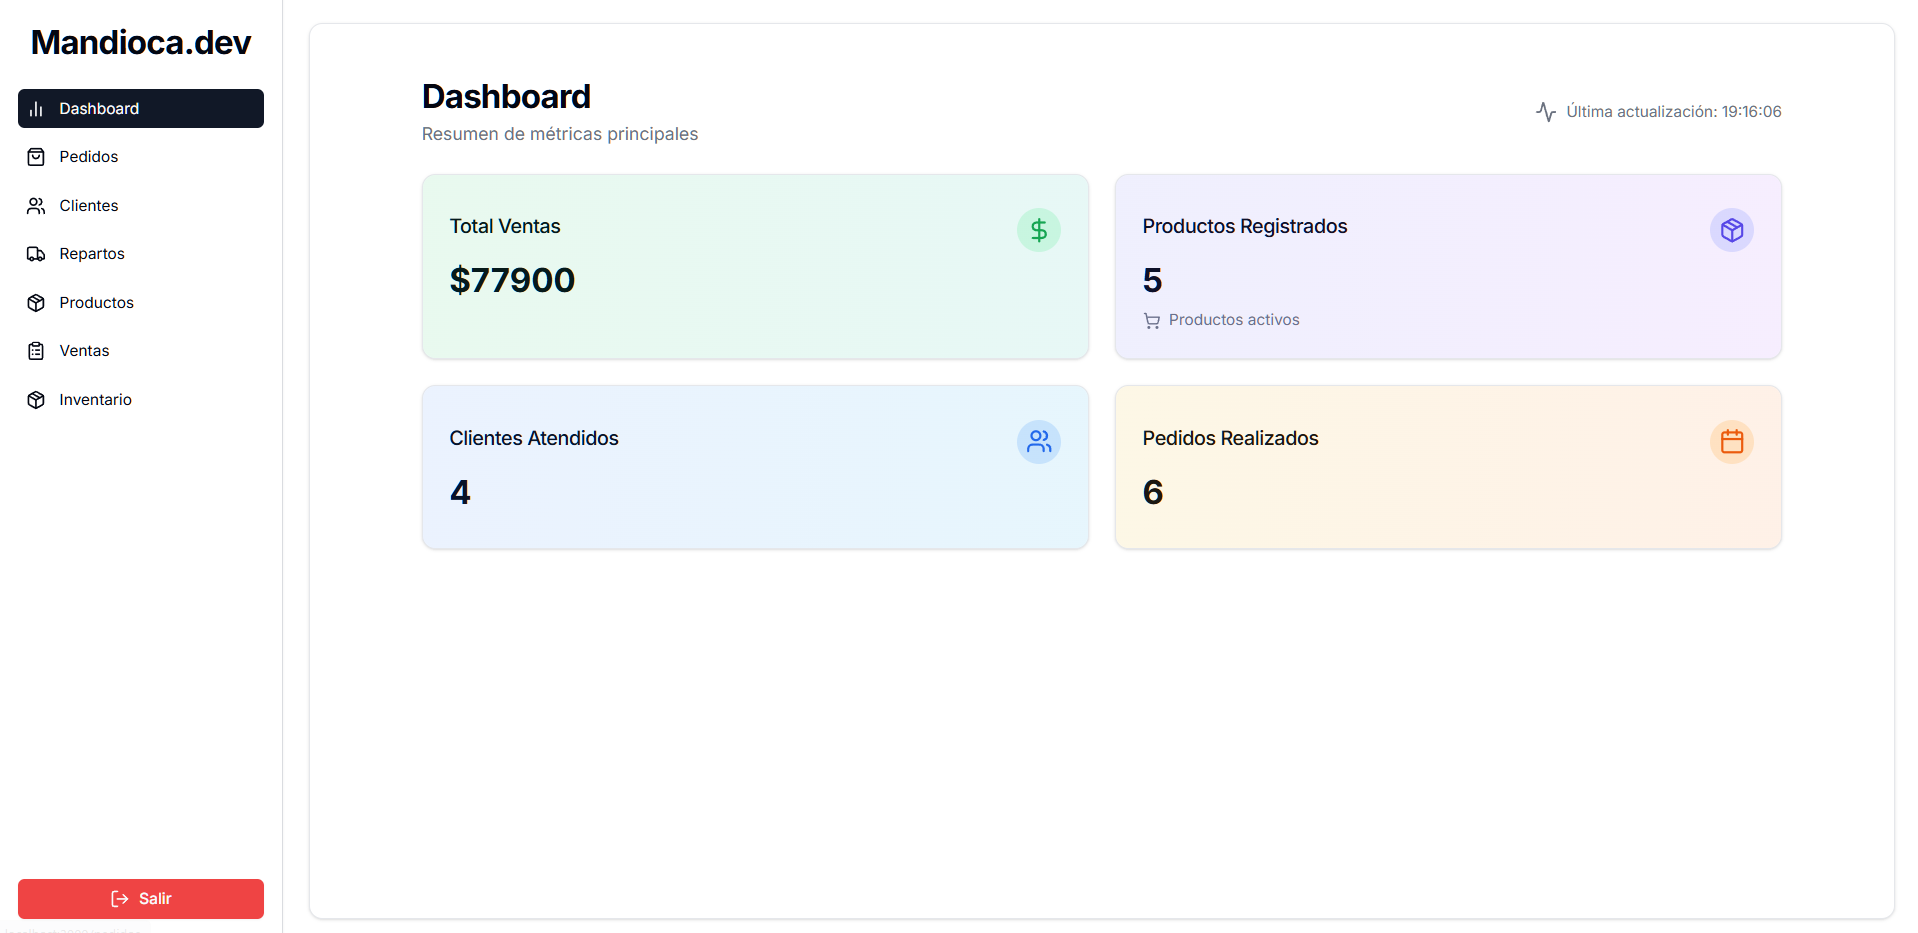 Mandioca.dev
Dashboard
Pedidos
Clientes
Repartos
Productos
Ventas
Inventario
Salir
Dashboard
Resumen de métricas principales
Última actualización: 19:16:06
Total Ventas
$77900
Productos Registrados
5
Productos activos
Clientes Atendidos
4
Pedidos Realizados
6